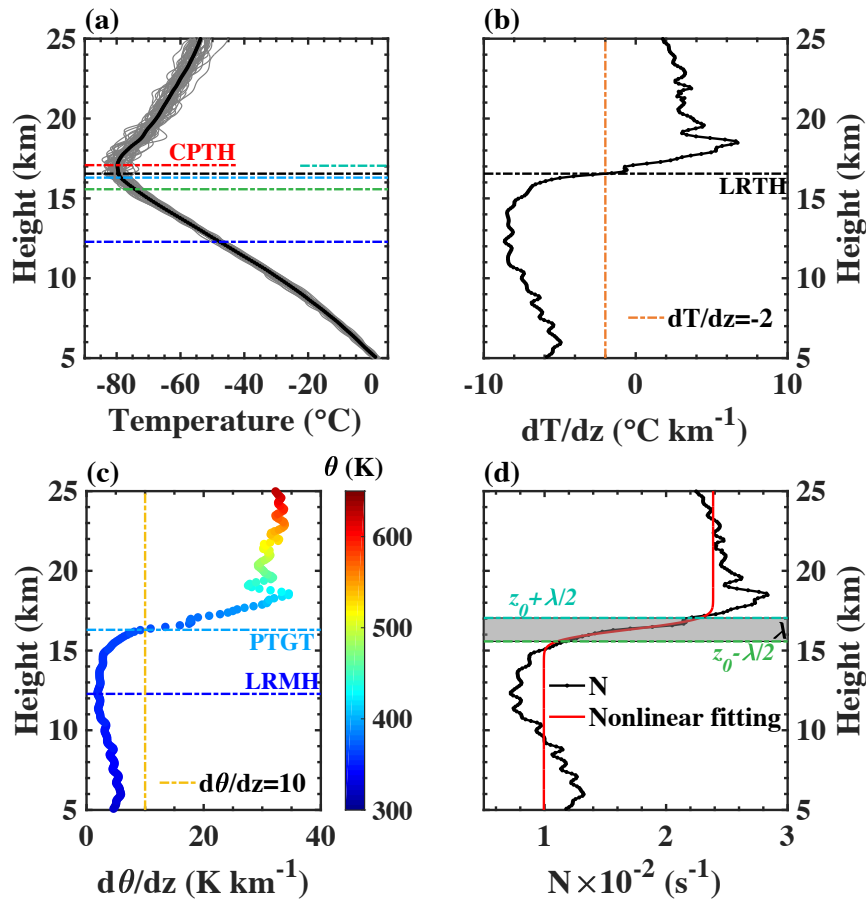 (a)
25
20
15
10
5
Height (km)
CPTH
-80 -60 -40 -20 0
Temperature (°C)
(b)
25
20
15
10
5
Height (km)
LRTH
dT/dz=-2
-10 0 10
dT/dz (°C km⁻¹)
(c)
θ (K)
25
20
15
10
5
Height (km)
PTGT
LRMH
dθ/dz=10
0 20 40
dθ/dz (K km⁻¹)
600
500
400
300
(d)
25
20
15
10
5
Height (km)
z₀+λ/2
λ
z₀-λ/2
N
Nonlinear fitting
1 2 3
N×10⁻² (s⁻¹)